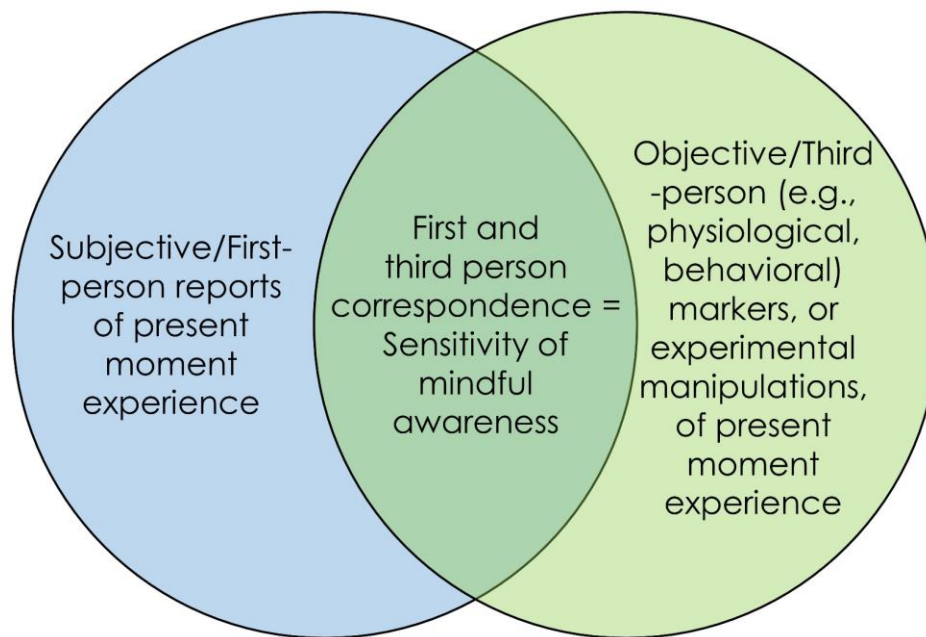 Subjective/First-
person reports
of present
moment
experience
First and
third person
correspondence =
Sensitivity of
mindful
awareness
Objective/Third
-person (e.g.,
physiological,
behavioral)
markers, or
experimental
manipulations,
of present
moment
experience